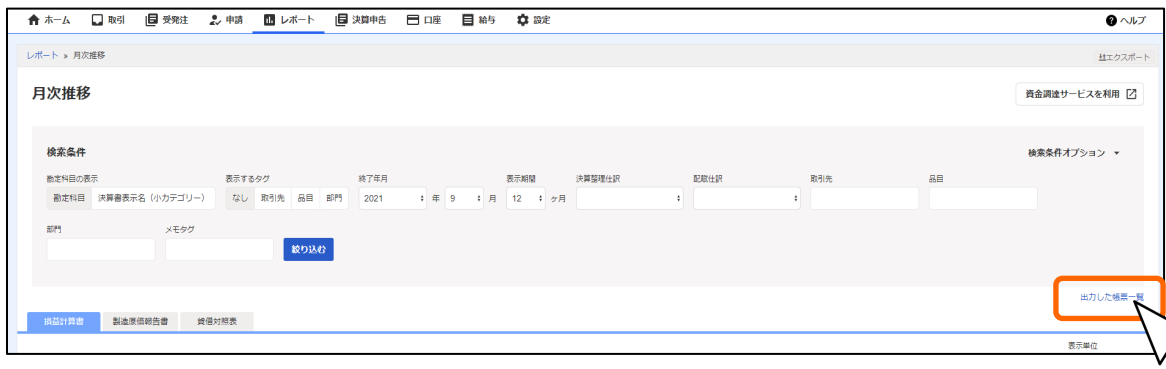 ホーム 取引 受発注 申請 レポート 決算申告 口座 給与 設定 ヘルプ
レポート » 月次推移 エクスポート
月次推移 資金調達サービスを利用
検索条件 検索条件オプション
勘定科目の表示 表示するタグ 終了年月 表示期間 決算整理仕訳 配賦仕訳 取引先 品目
勘定科目 決算書表示名（小カテゴリー） なし 取引先 品目 部門 2021 年 9 月 12 ヶ月
部門 メモタグ
絞り込む
出力した帳票一覧
損益計算書 製造原価報告書 貸借対照表
表示単位